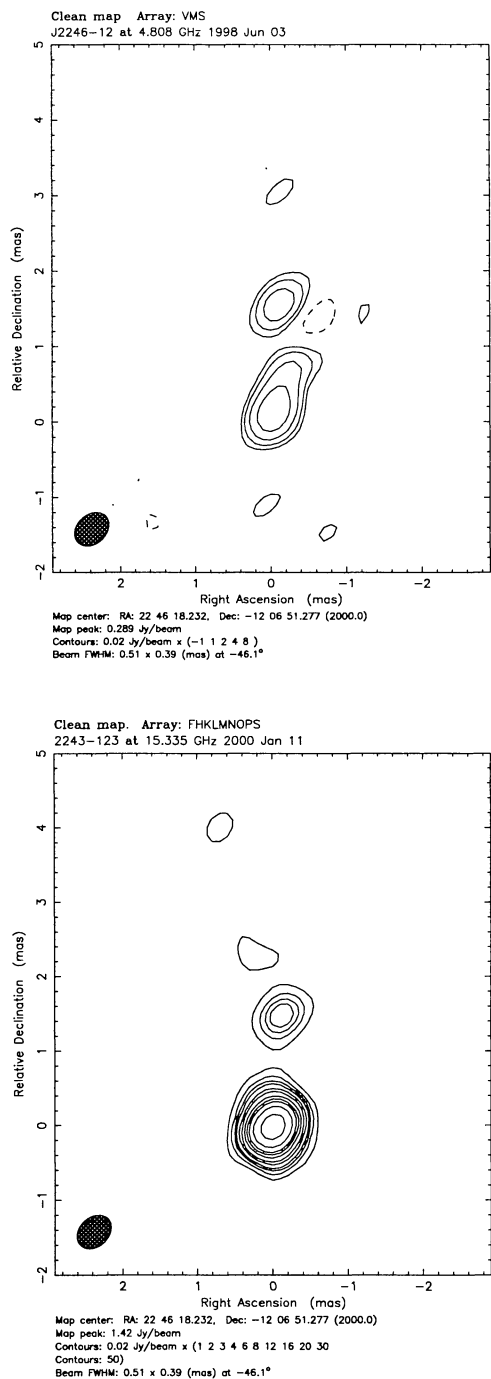 Clean map Array: VMS
J2246-12 at 4.808 GHz 1998 Jun 03
5
4
3
2
1
0
-1
-2
Relative Declination (mas)
2 1 0 -1 -2
Right Ascension (mas)
Map center: RA: 22 46 18.232, Dec: -12 06 51.277 (2000.0)
Map peak: 0.289 Jy/beam
Contours: 0.02 Jy/beam x (-1 1 2 4 8 )
Beam FWHM: 0.51 x 0.39 (mas) at -46.1°
Clean map. Array: FHKLMNOPS
2243-123 at 15.335 GHz 2000 Jan 11
5
4
3
2
1
0
-1
-2
Relative Declination (mas)
2 1 0 -1 -2
Right Ascension (mas)
Map center: RA: 22 46 18.232, Dec: -12 06 51.277 (2000.0)
Map peak: 1.42 Jy/beam
Contours: 0.02 Jy/beam x (1 2 3 4 6 8 12 16 20 30
Contours: 50)
Beam FWHM: 0.51 x 0.39 (mas) at -46.1°